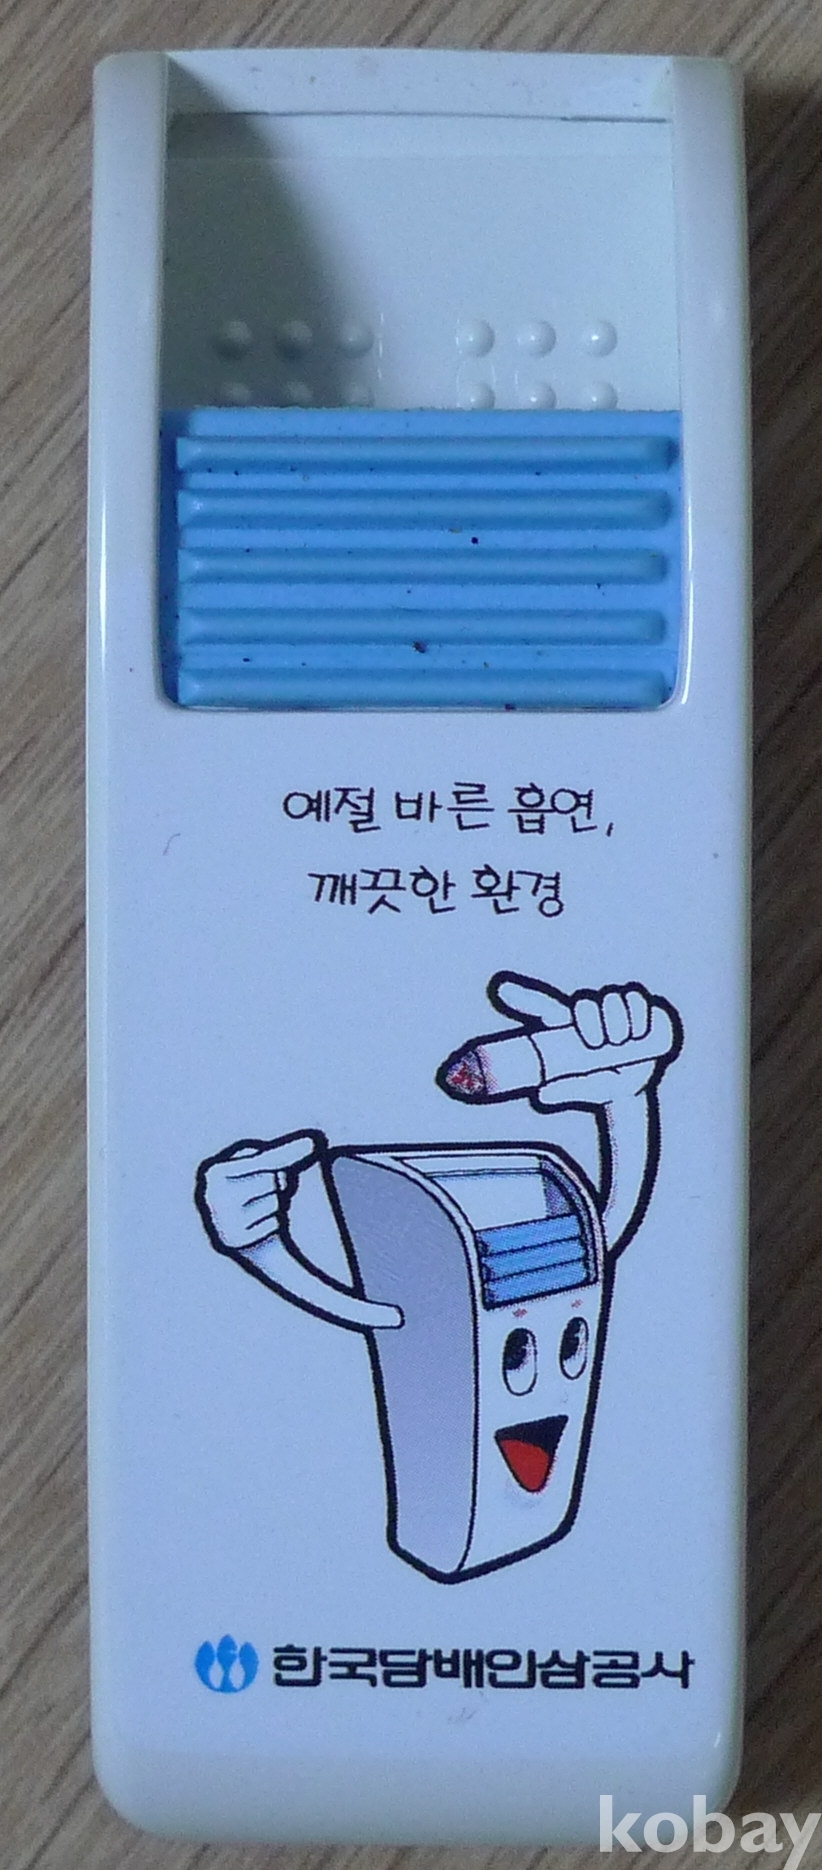 예절 바른 흡연,
깨끗한 환경
한국담배인삼공사
kobay